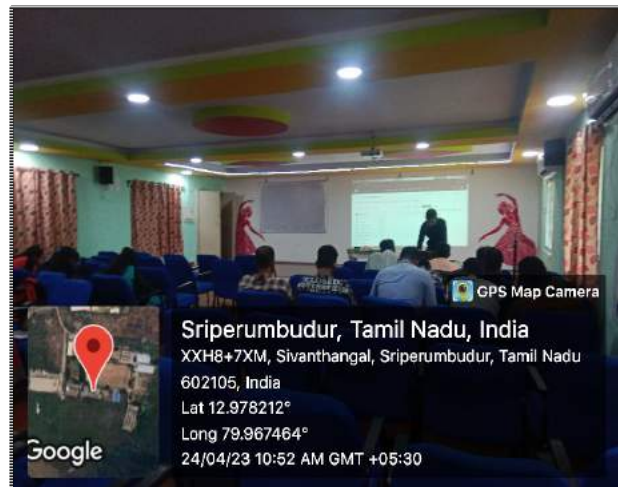 GPS Map Camera
Sriperumbudur, Tamil Nadu, India
XXH8+7XM, Sivanthangal, Sriperumbudur, Tamil Nadu
602105, India
Lat 12.978212°
Long 79.967464°
24/04/23 10:52 AM GMT +05:30
Google